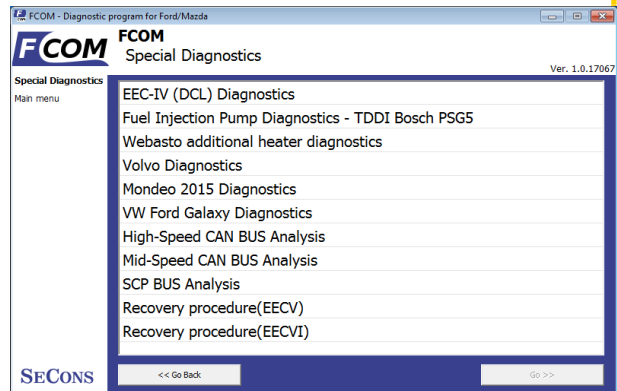 FCOM - Diagnostic program for Ford/Mazda
FCOM
FCOM
Special Diagnostics
Ver. 1.0.17067
Special Diagnostics
Main menu
EEC-IV (DCL) Diagnostics
Fuel Injection Pump Diagnostics - TDDI Bosch PSG5
Webasto additional heater diagnostics
Volvo Diagnostics
Mondeo 2015 Diagnostics
VW Ford Galaxy Diagnostics
High-Speed CAN BUS Analysis
Mid-Speed CAN BUS Analysis
SCP BUS Analysis
Recovery procedure(EECV)
Recovery procedure(EECVI)
SECONS
<< Go Back
Go >>